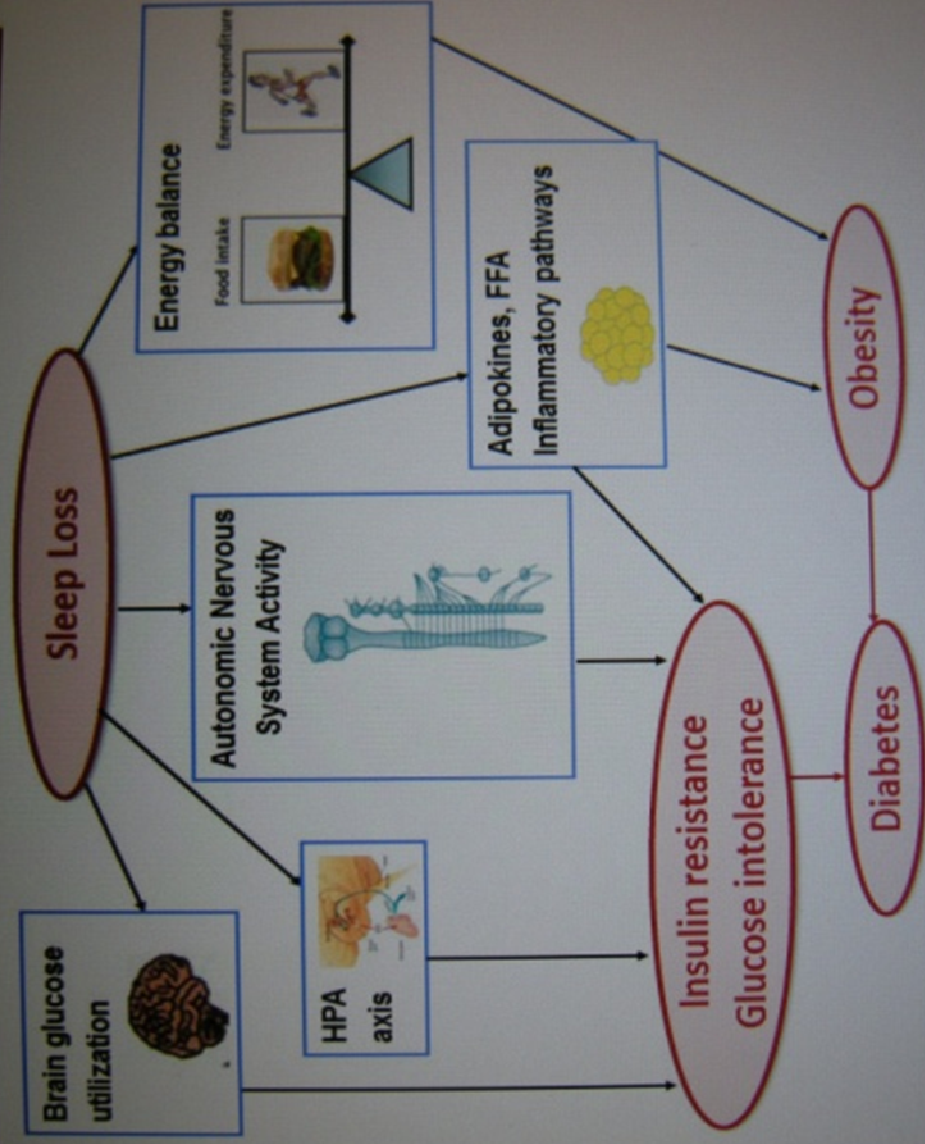 Sleep Loss
Brain glucose
utilization
HPA
axis
Autonomic Nervous
System Activity
Energy balance
Food intake
Energy expenditure
Adipokines, FFA
Inflammatory pathways
Insulin resistance
Glucose intolerance
Obesity
Diabetes